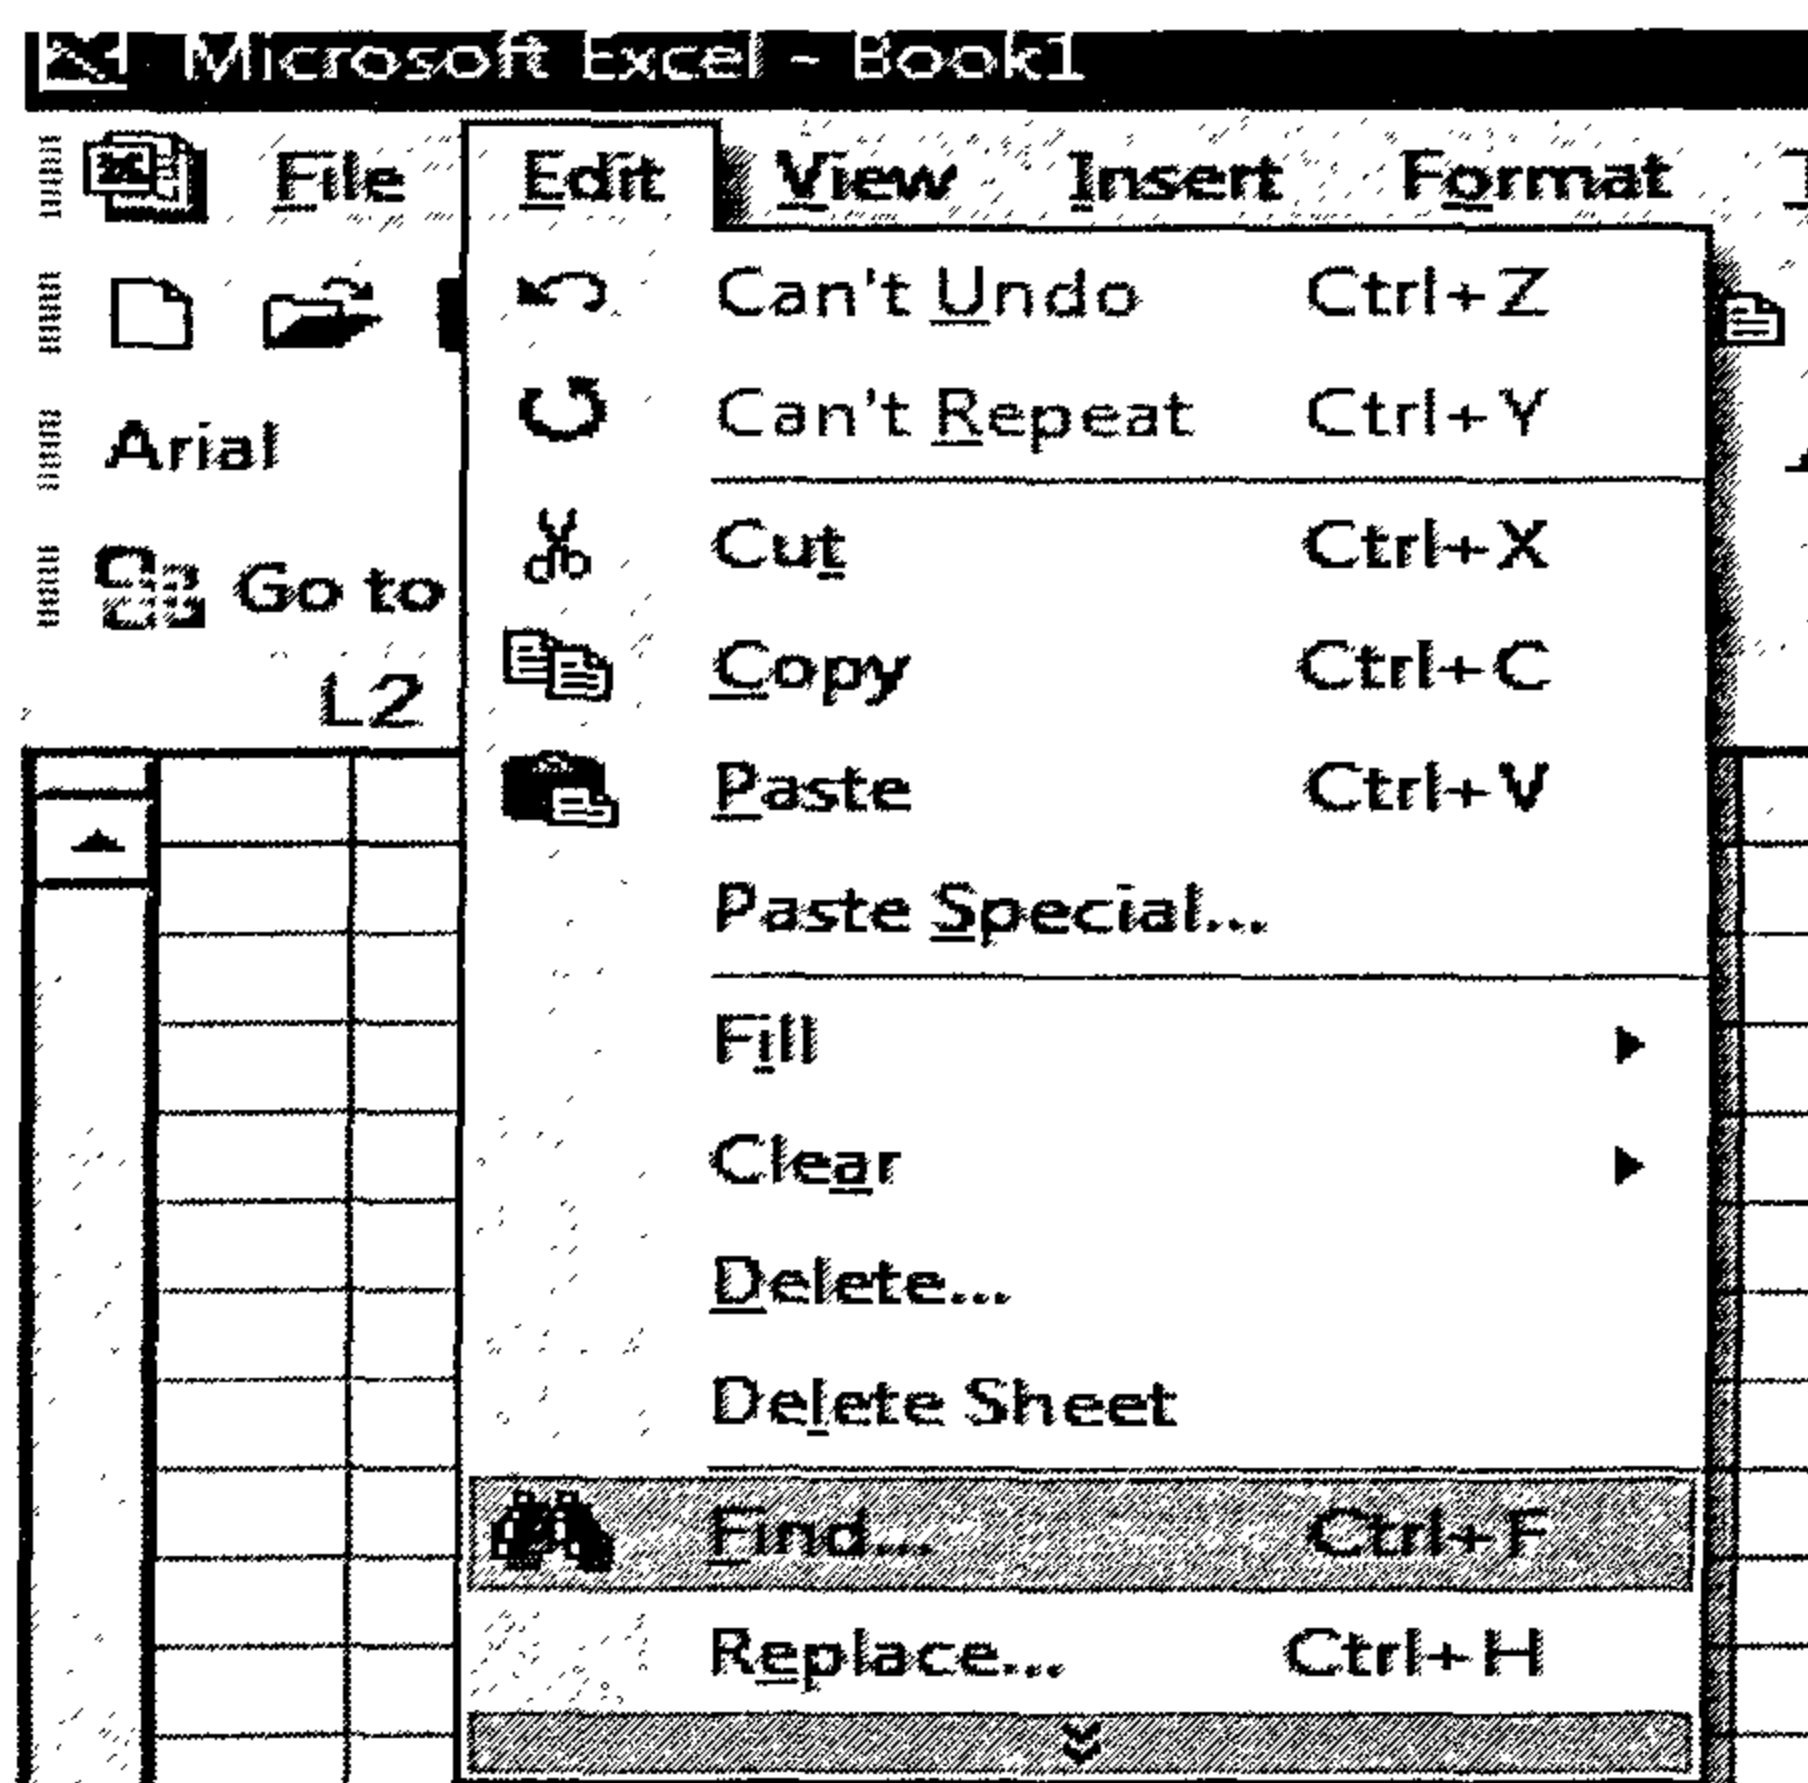 Microsoft Excel - Book1
File Edit View Insert Format
Can't Undo Ctrl+Z
Can't Repeat Ctrl+Y
Arial
Cut Ctrl+X
Go to
Copy Ctrl+C
L2
Paste Ctrl+V
Paste Special...
Fill
Clear
Delete...
Delete Sheet
Find... Ctrl+F
Replace... Ctrl+H